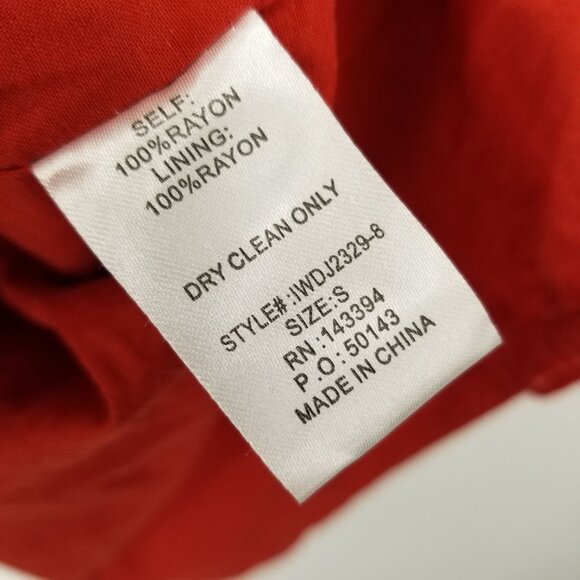 SELF:
100%RAYON
LINING:
100%RAYON
DRY CLEAN ONLY
STYLE#:IWDJ2329-8
SIZE:S
RN:143394
P.O:50143
MADE IN CHINA